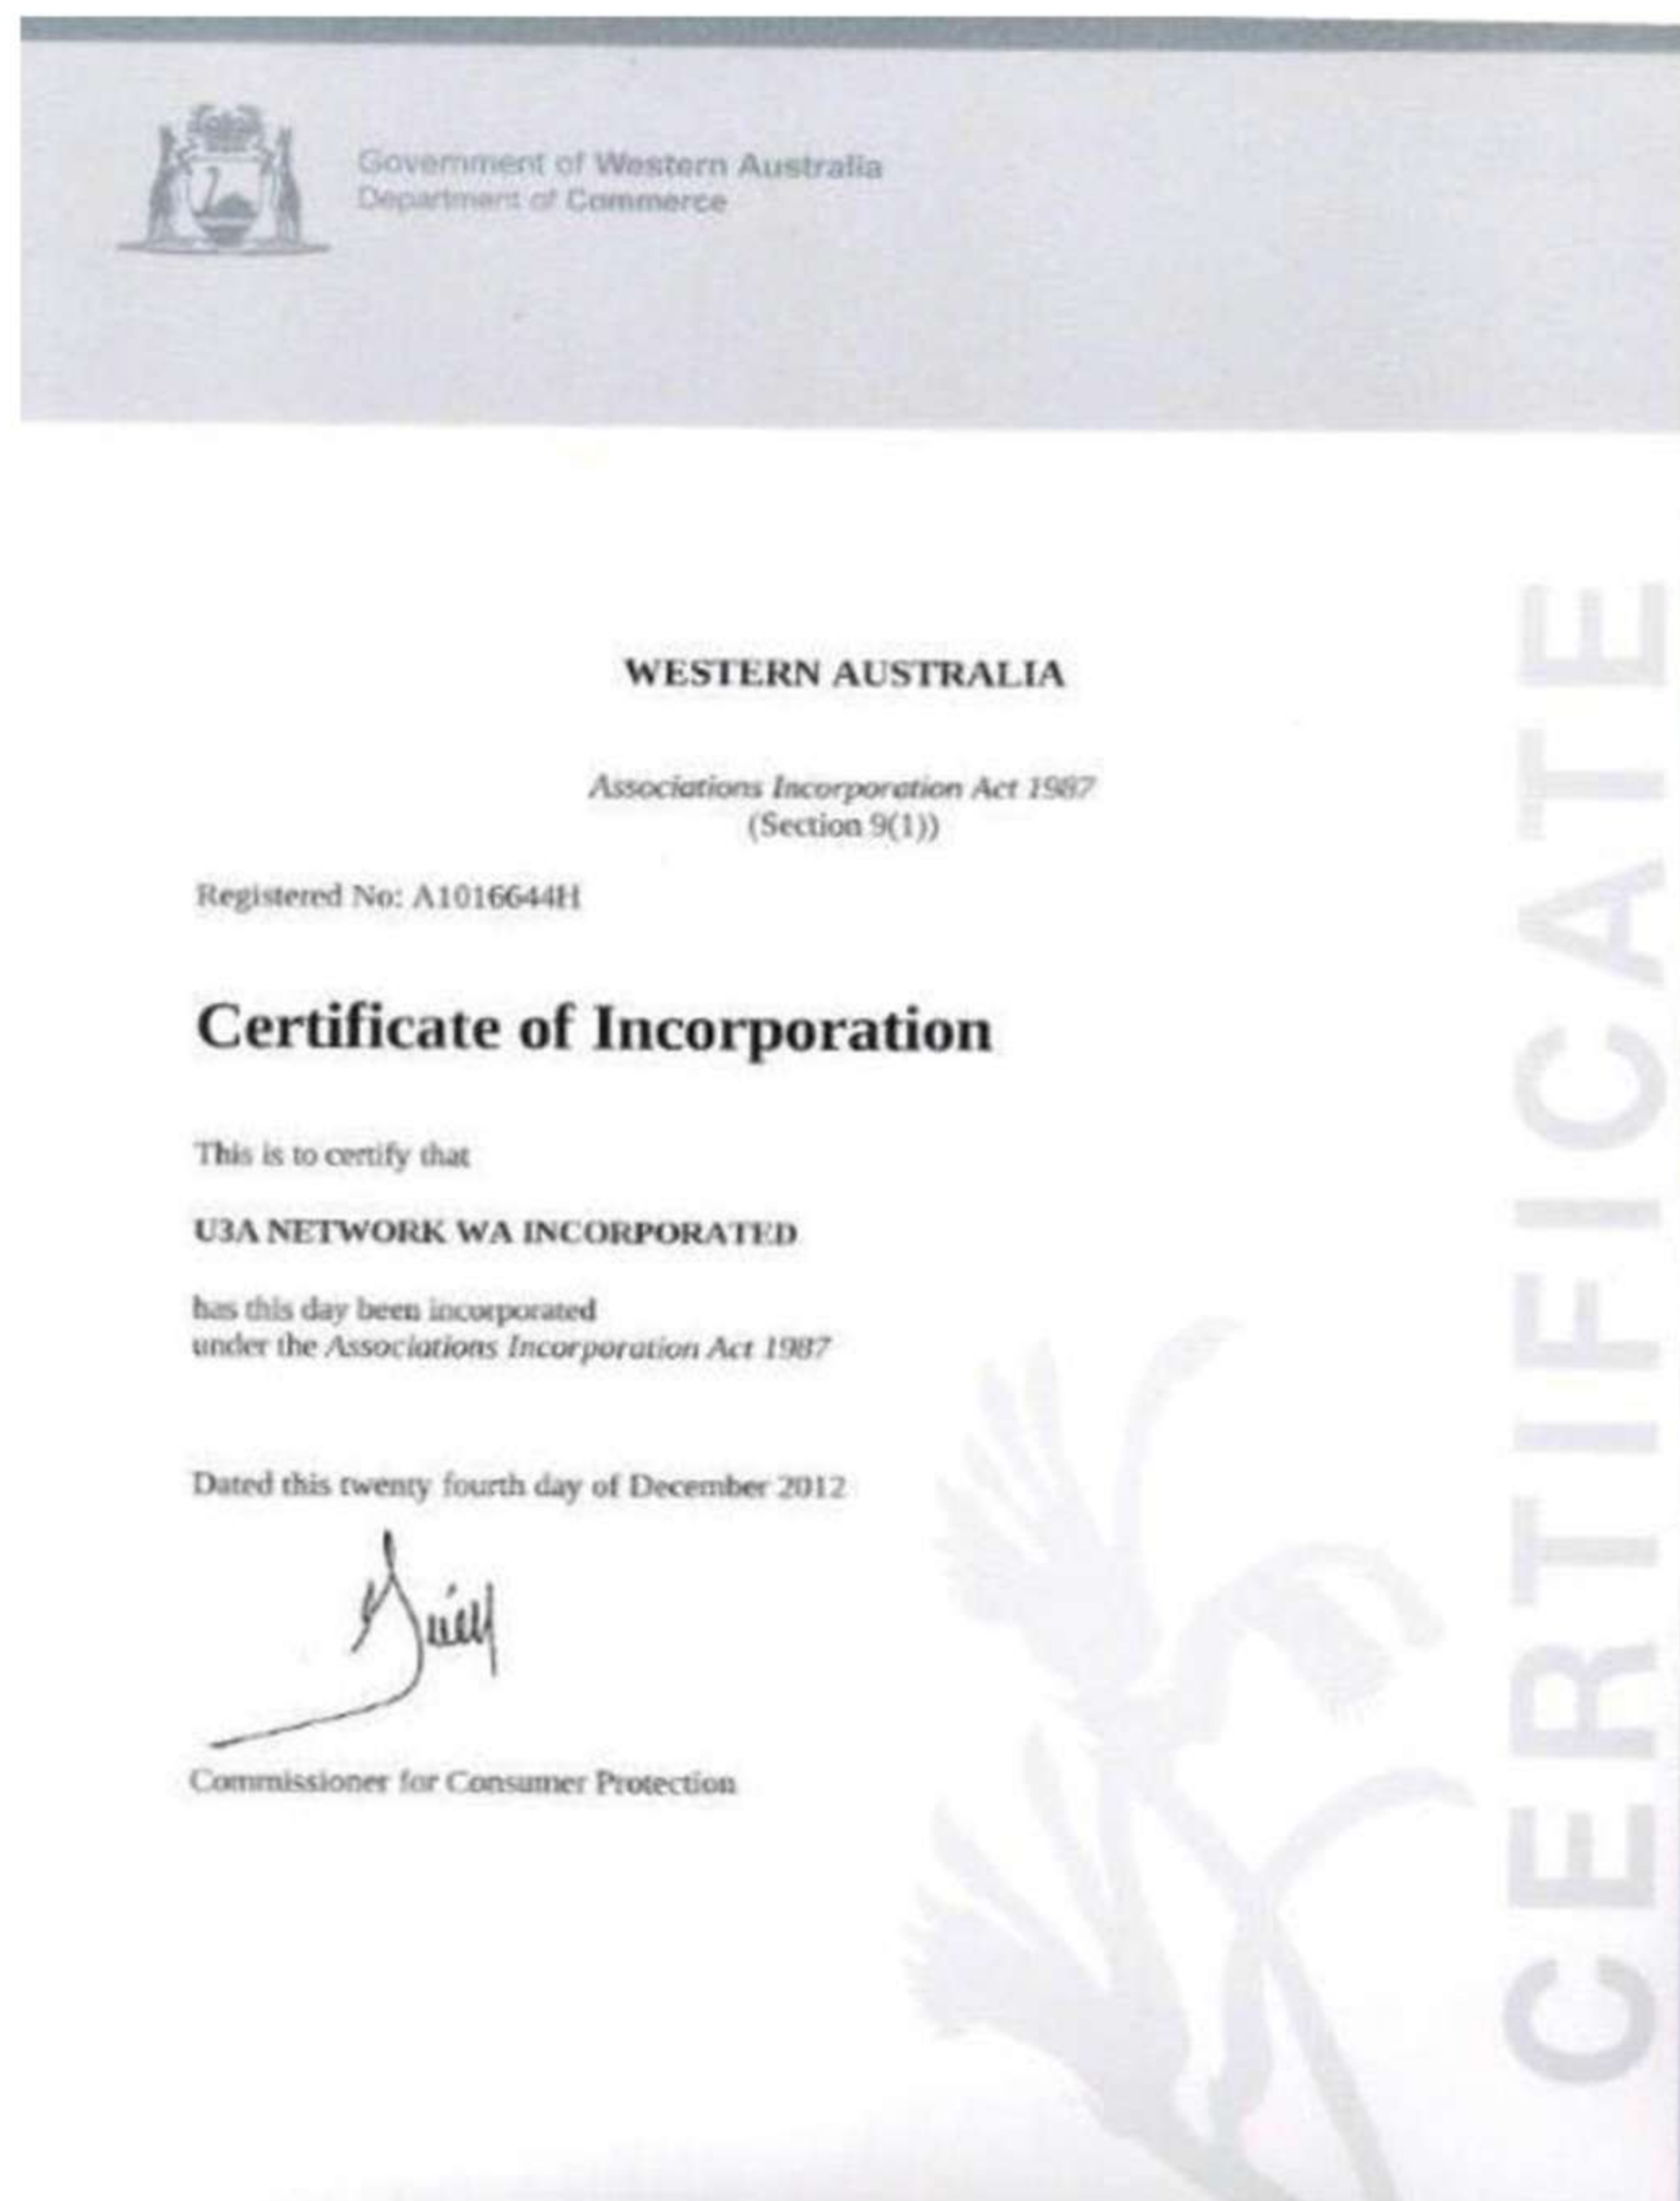 Government of Western Australia
Department of Commerce
WESTERN AUSTRALIA
Associations Incorporation Act 1987
(Section 9(1))
Registered No: A1016644H
Certificate of Incorporation
This is to certify that
U3A NETWORK WA INCORPORATED
has this day been incorporated
under the Associations Incorporation Act 1987
Dated this twenty fourth day of December 2012
Commissioner for Consumer Protection
CERTIFICATE